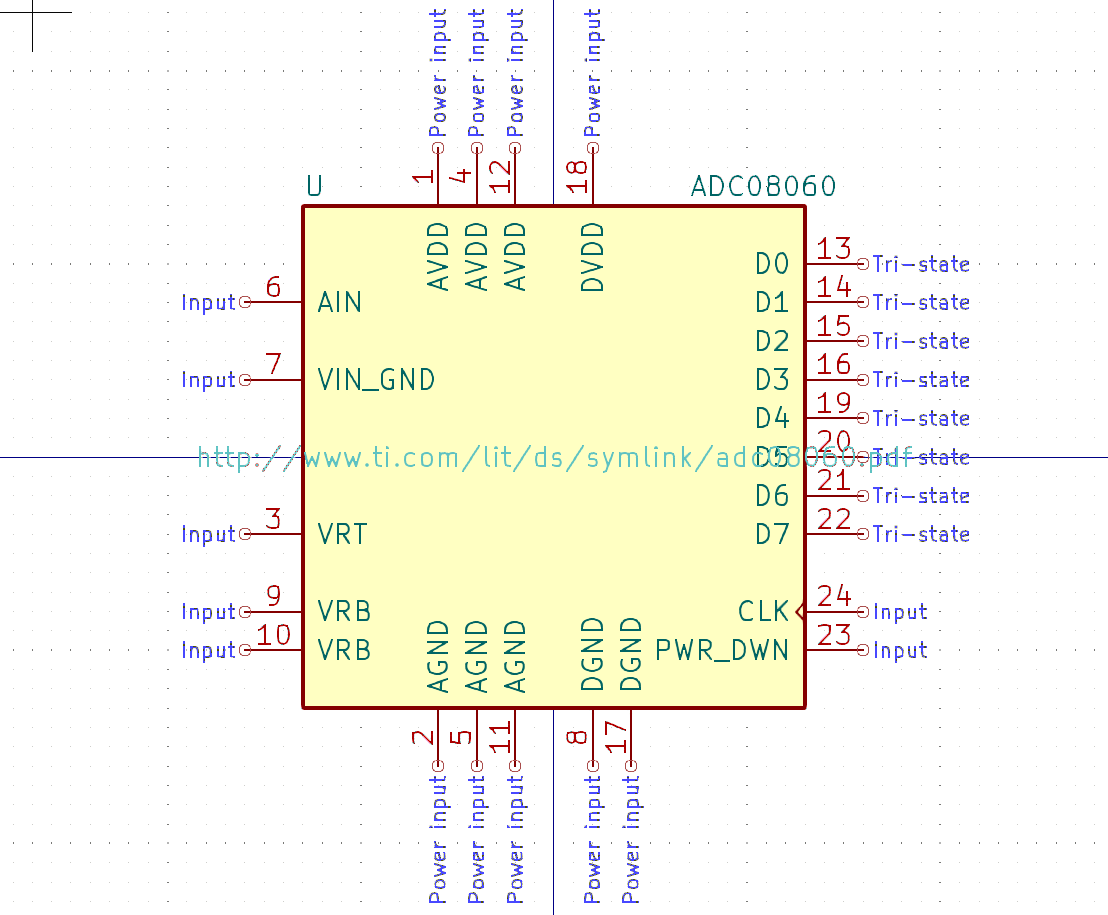 Power input
Power input
Power input
Power input
1
4
12
18
U
ADC08060
AVDD
AVDD
AVDD
DVDD
D0 13 Tri-state
Input 6 AIN
D1 14 Tri-state
D2 15 Tri-state
Input 7 VIN_GND
D3 16 Tri-state
D4 19 Tri-state
http://www.ti.com/lit/ds/symlink/adc08060.pdf
D5 20 Tri-state
D6 21 Tri-state
Input 3 VRT
D7 22 Tri-state
Input 9 VRB
CLK 24 Input
Input 10 VRB
PWR_DWN 23 Input
AGND
AGND
AGND
DGND
DGND
2
5
11
8
17
Power input
Power input
Power input
Power input
Power input